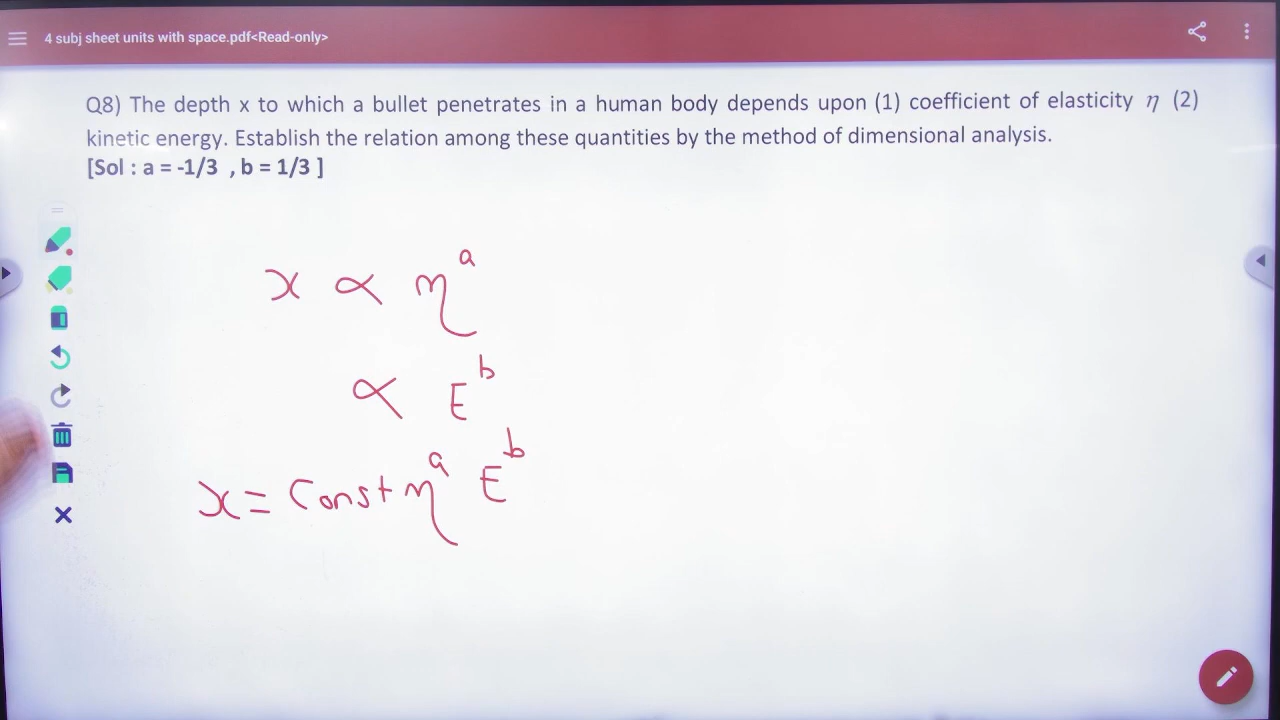 4 subj sheet units with space.pdf<Read-only>
Q8) The depth x to which a bullet penetrates in a human body depends upon (1) coefficient of elasticity η (2)
kinetic energy. Establish the relation among these quantities by the method of dimensional analysis.
[Sol : a = -1/3 , b = 1/3 ]
x ∝ η^a
∝ E^b
x = Const η^a E^b